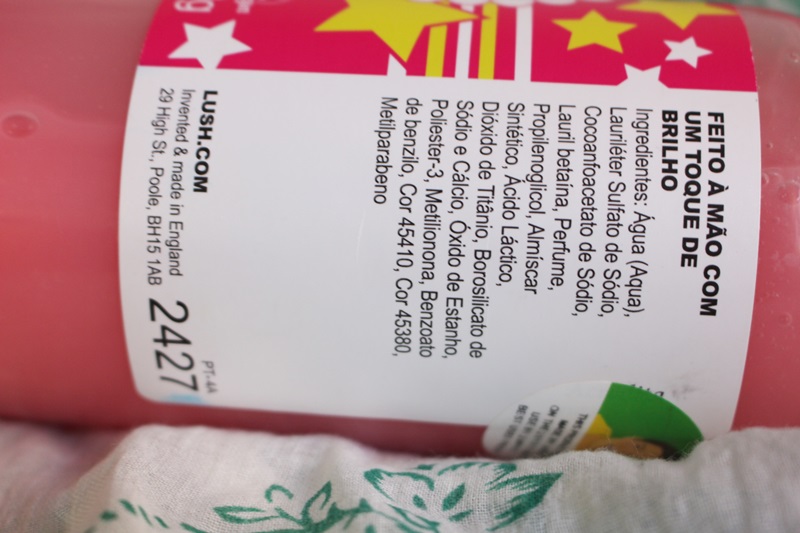 FEITO À MÃO COM
UM TOQUE DE
BRILHO
Ingredientes: Água (Aqua),
Lauriléter Sulfato de Sódio,
Cocoanfoacetato de Sódio,
Lauril betaína, Perfume,
Propilenoglicol, Almíscar
Sintético, Ácido Láctico,
Dióxido de Titânio, Borosilicato de
Sódio e Cálcio, Óxido de Estanho,
Poliester-3, Metilionona, Benzoato
de benzilo, Cor 45410, Cor 45380,
Metilparabeno
LUSH.COM
Invented & made in England
29 High St., Poole, BH15 1AB
PT-4A
2427